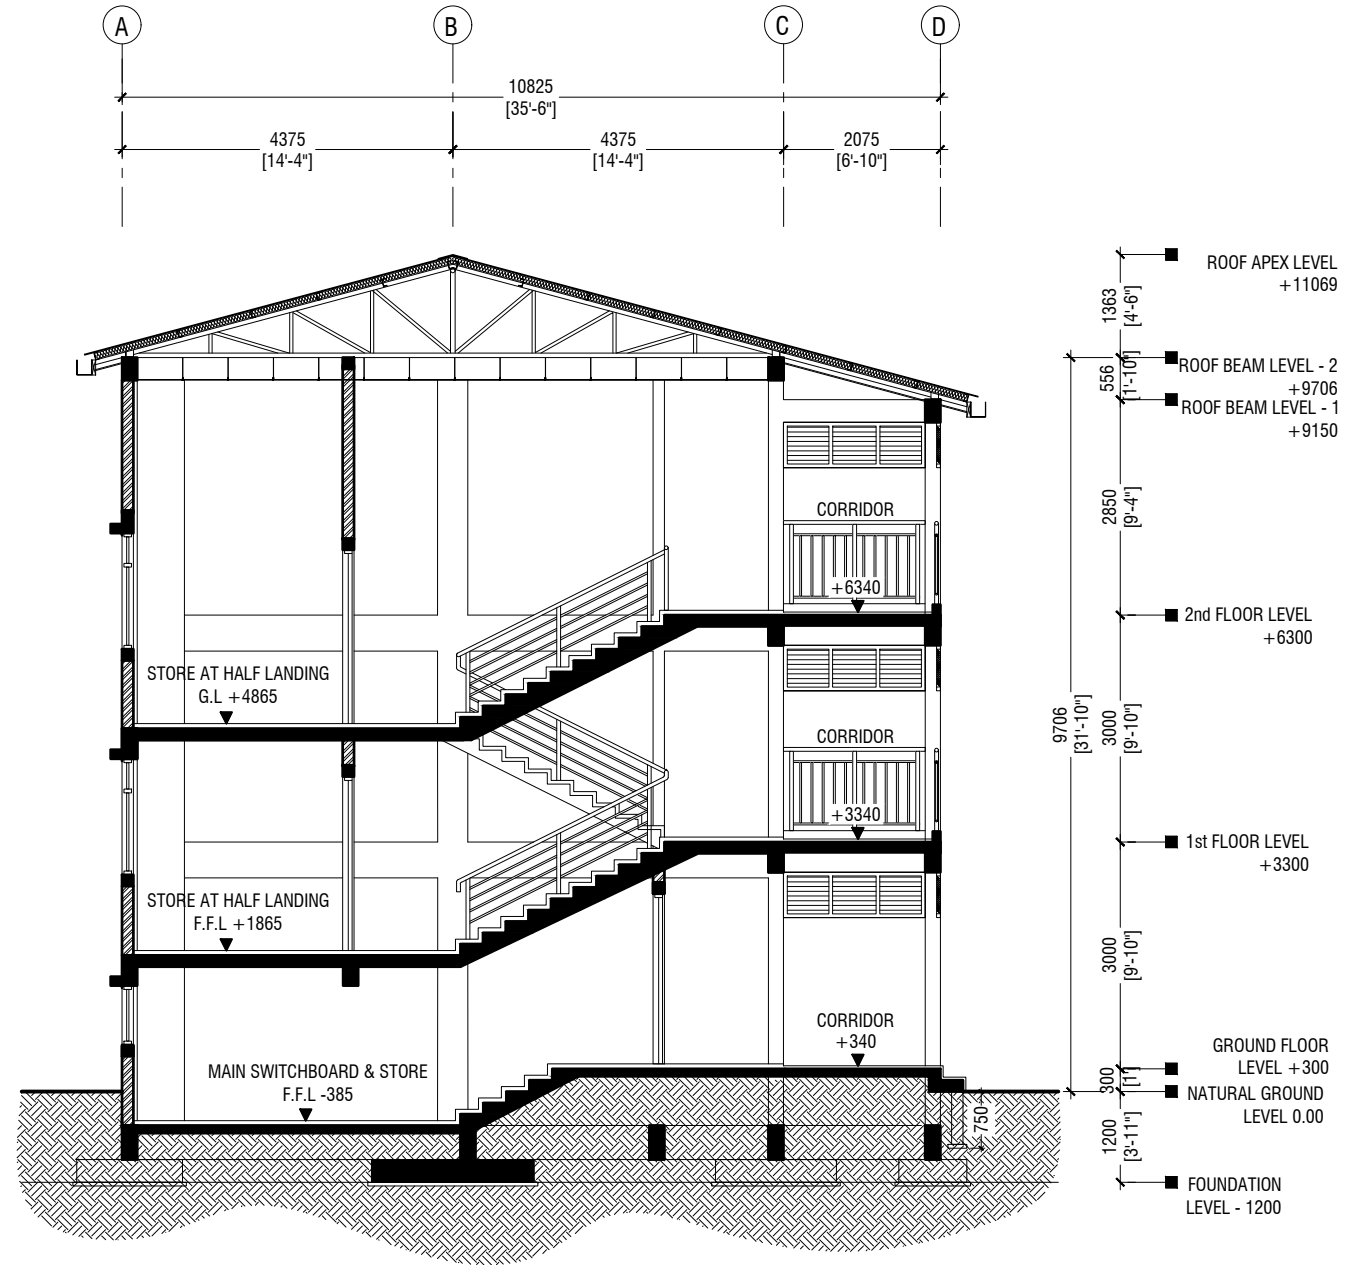 A B C D
10825
[35'-6"]
4375 4375 2075
[14'-4"] [14'-4"] [6'-10"]
ROOF APEX LEVEL
+11069
1363
[4'-6"]
ROOF BEAM LEVEL - 2
+9706
556
[1'-10"]
ROOF BEAM LEVEL - 1
+9150
2850
[9'-4"]
CORRIDOR
+6340
2nd FLOOR LEVEL
+6300
STORE AT HALF LANDING
G.L +4865
9706
[31'-10"]
3000
[9'-10"]
CORRIDOR
+3340
1st FLOOR LEVEL
+3300
STORE AT HALF LANDING
F.F.L +1865
3000
[9'-10"]
CORRIDOR
+340
GROUND FLOOR
LEVEL +300
MAIN SWITCHBOARD & STORE
F.F.L -385
300
[1']
NATURAL GROUND
LEVEL 0.00
750
1200
[3'-11"]
FOUNDATION
LEVEL - 1200